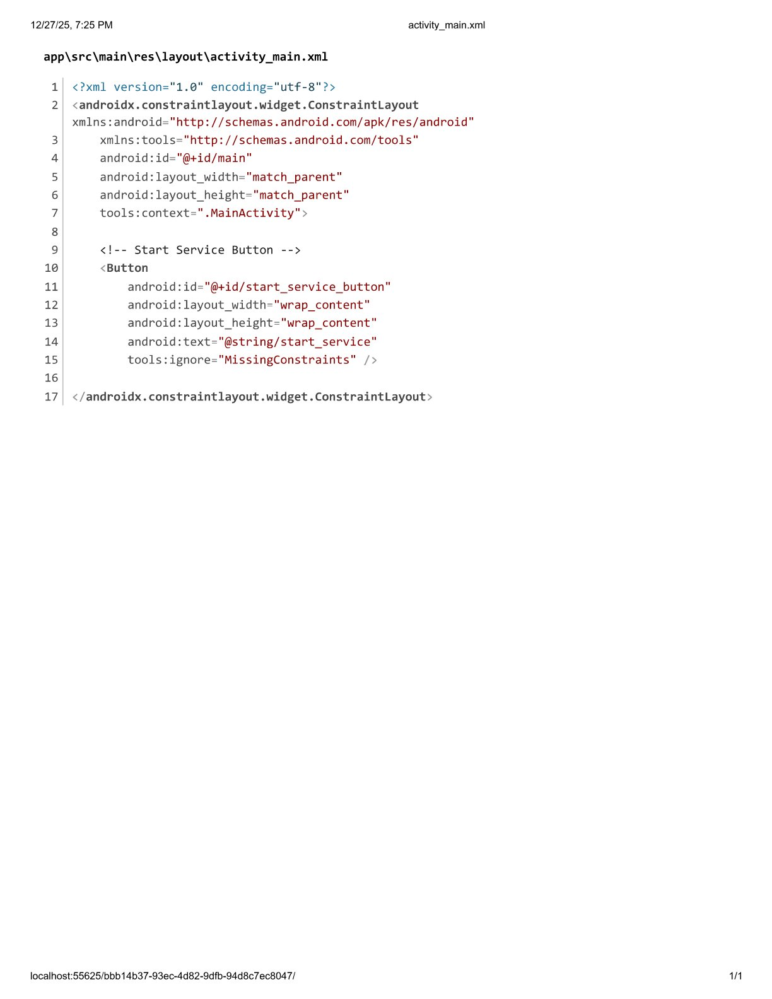 12/27/25, 7:25 PM activity_main.xml
app\src\main\res\layout\activity_main.xml
1 <?xml version="1.0" encoding="utf-8"?>
2 <androidx.constraintlayout.widget.ConstraintLayout
xmlns:android="http://schemas.android.com/apk/res/android"
3 xmlns:tools="http://schemas.android.com/tools"
4 android:id="@+id/main"
5 android:layout_width="match_parent"
6 android:layout_height="match_parent"
7 tools:context=".MainActivity">
8
9 <!-- Start Service Button -->
10 <Button
11 android:id="@+id/start_service_button"
12 android:layout_width="wrap_content"
13 android:layout_height="wrap_content"
14 android:text="@string/start_service"
15 tools:ignore="MissingConstraints" />
16
17 </androidx.constraintlayout.widget.ConstraintLayout>
localhost:55625/bbb14b37-93ec-4d82-9dfb-94d8c7ec8047/ 1/1